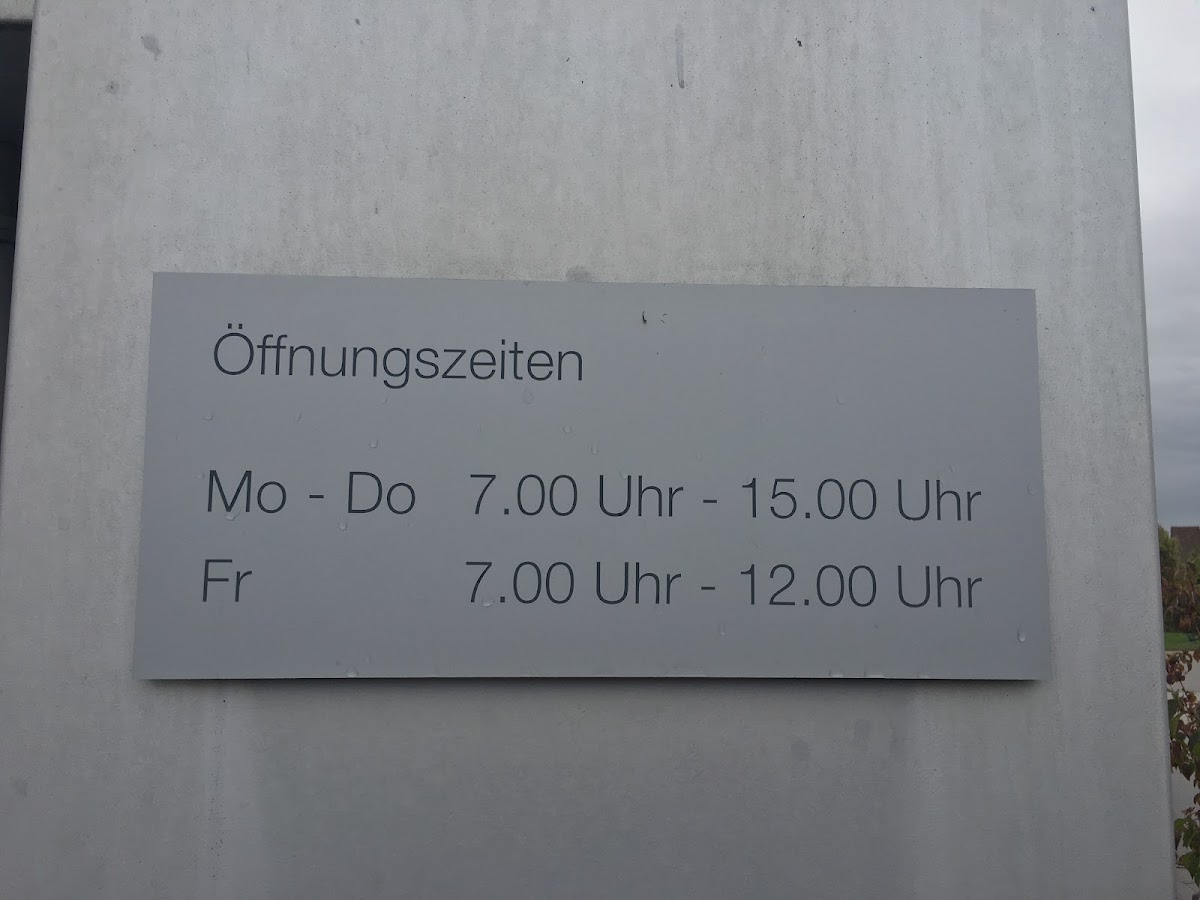 Öffnungszeiten
Mo - Do 7.00 Uhr - 15.00 Uhr
Fr 7.00 Uhr - 12.00 Uhr